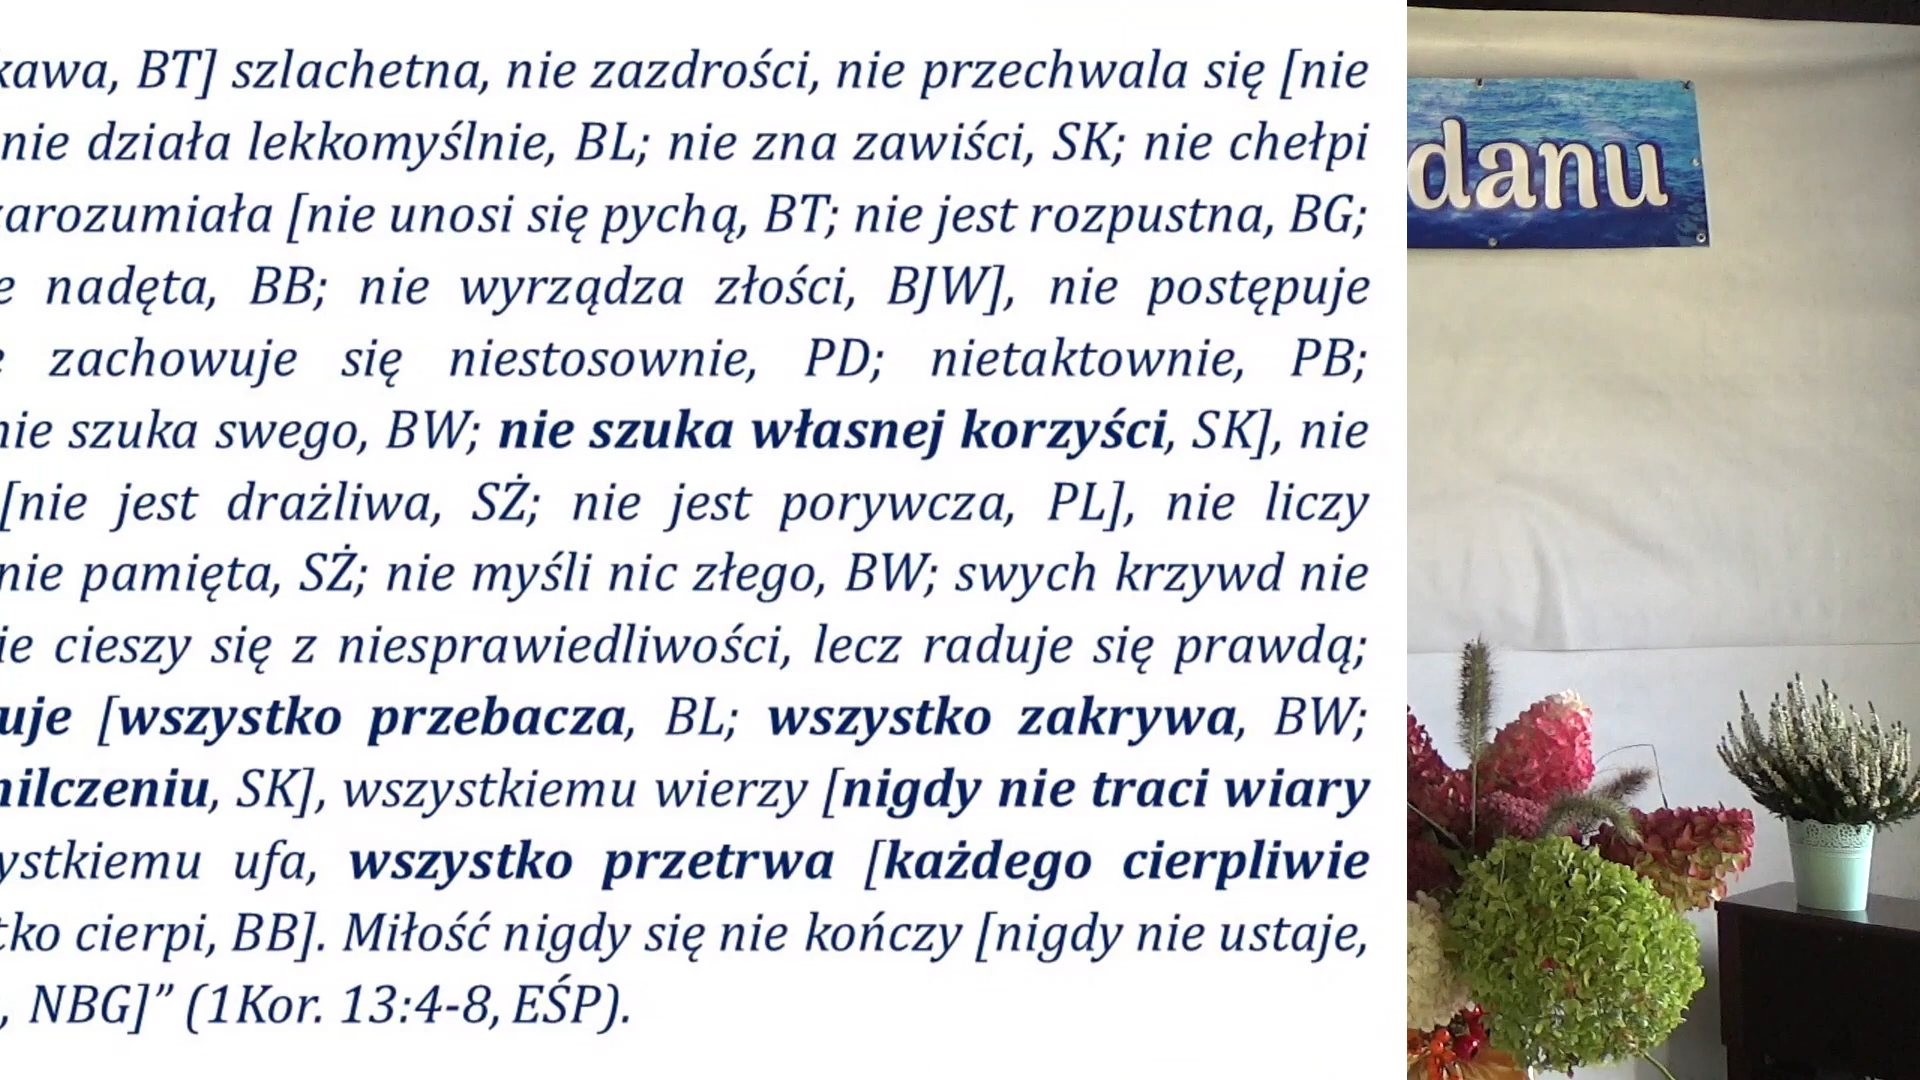 kawa, BT] szlachetna, nie zazdrości, nie przechwala się [nie
nie działa lekkomyślnie, BL; nie zna zawiści, SK; nie chełpi
zarozumiała [nie unosi się pychą, BT; nie jest rozpustna, BG;
e nadęta, BB; nie wyrządza złości, BJW], nie postępuje
e zachowuje się niestosownie, PD; nietaktownie, PB;
nie szuka swego, BW; nie szuka własnej korzyści, SK], nie
[nie jest drażliwa, SŻ; nie jest porywcza, PL], nie liczy
nie pamięta, SŻ; nie myśli nic złego, BW; swych krzywd nie
ie cieszy się z niesprawiedliwości, lecz raduje się prawdą;
uje [wszystko przebacza, BL; wszystko zakrywa, BW;
milczeniu, SK], wszystkiemu wierzy [nigdy nie traci wiary
ystkiemu ufa, wszystko przetrwa [każdego cierpliwie
tko cierpi, BB]. Miłość nigdy się nie kończy [nigdy nie ustaje,
, NBG]” (1Kor. 13:4-8, EŚP).
danu